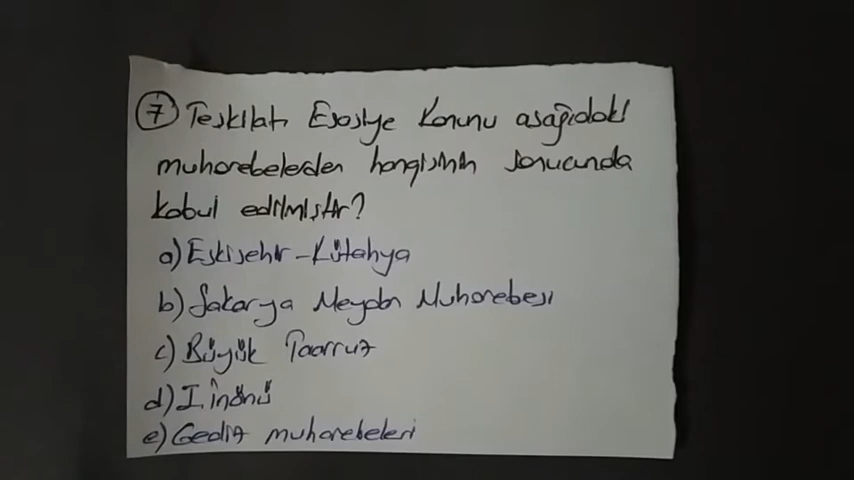 7 Teşkilatı Esasiye Kanunu aşağıdaki
muharebelerden hangisinin sonucunda
kabul edilmiştir?
a) Eskişehir-Kütahya
b) Sakarya Meydan Muharebesi
c) Büyük Taarruz
d) I. İnönü
e) Gediz muharebeleri